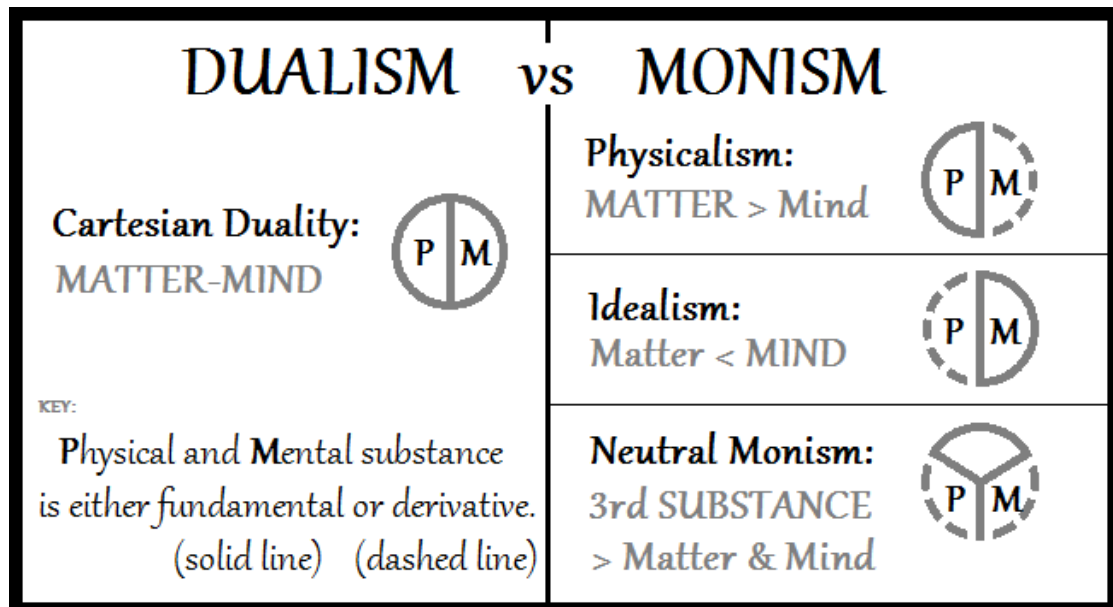 DUALISM vs MONISM
Cartesian Duality:
MATTER-MIND
P M
KEY:
Physical and Mental substance
is either fundamental or derivative.
(solid line) (dashed line)
Physicalism:
MATTER > Mind
P M
Idealism:
Matter < MIND
P M
Neutral Monism:
3rd SUBSTANCE
> Matter & Mind
P M